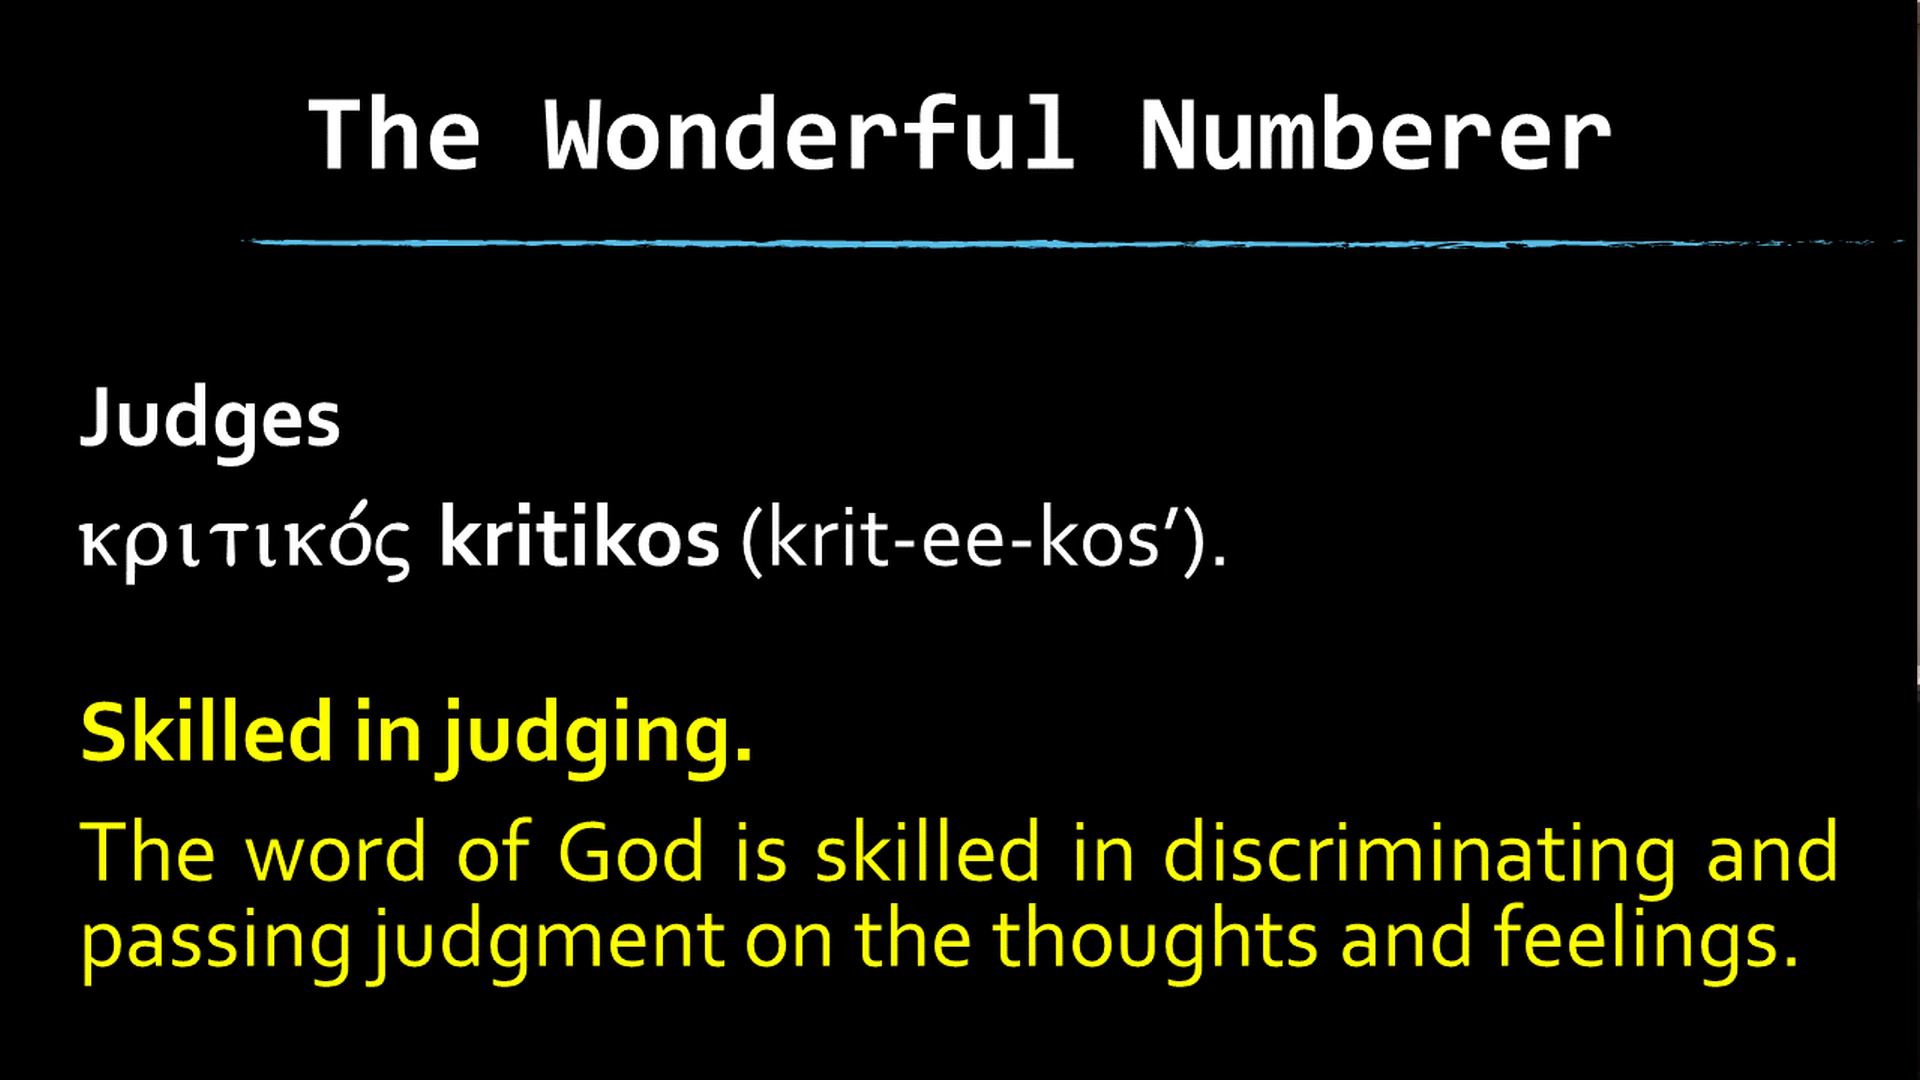 The Wonderful Numberer
Judges
κριτικός kritikos (krit-ee-kos’).
Skilled in judging.
The word of God is skilled in discriminating and
passing judgment on the thoughts and feelings.